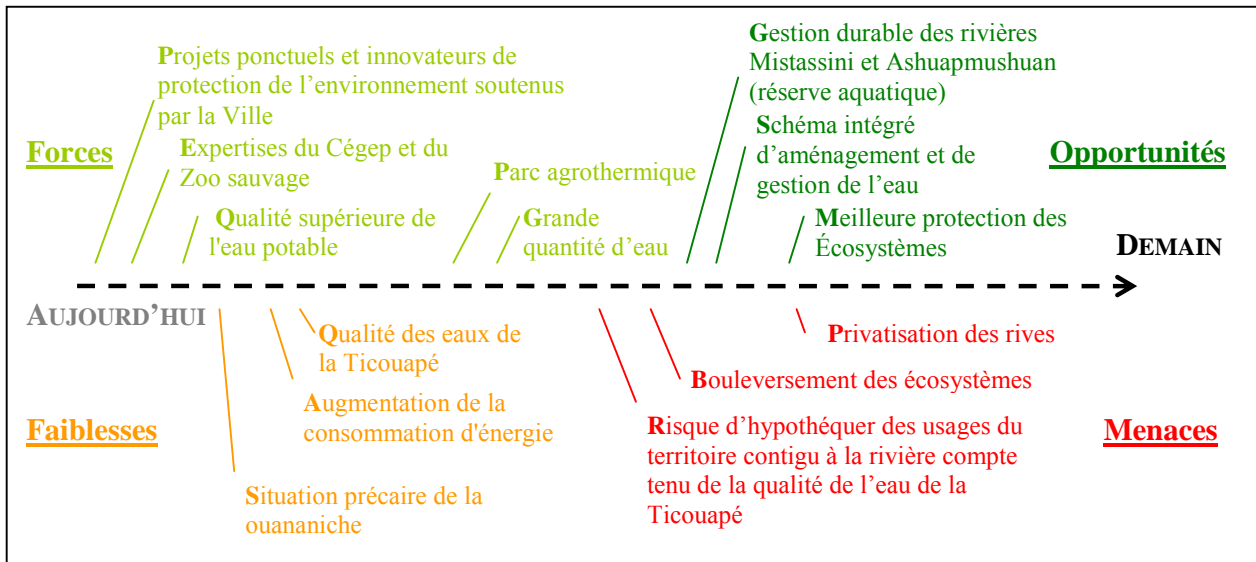 Projets ponctuels et innovateurs de
protection de l'environnement soutenus
par la Ville
Gestion durable des rivières
Mistassini et Ashuapmushuan
(réserve aquatique)
Forces
Expertises du Cégep et du
Zoo sauvage
Schéma intégré
d'aménagement et de
gestion de l'eau
Opportunités
Parc agrothermique
Qualité supérieure de
l'eau potable
Grande
quantité d'eau
Meilleure protection des
Écosystèmes
DEMAIN
AUJOURD'HUI
Qualité des eaux de
la Ticouapé
Privatisation des rives
Bouleversement des écosystèmes
Faiblesses
Augmentation de la
consommation d'énergie
Risque d'hypothéquer des usages du
territoire contigu à la rivière compte
tenu de la qualité de l'eau de la
Ticouapé
Menaces
Situation précaire de la
ouananiche